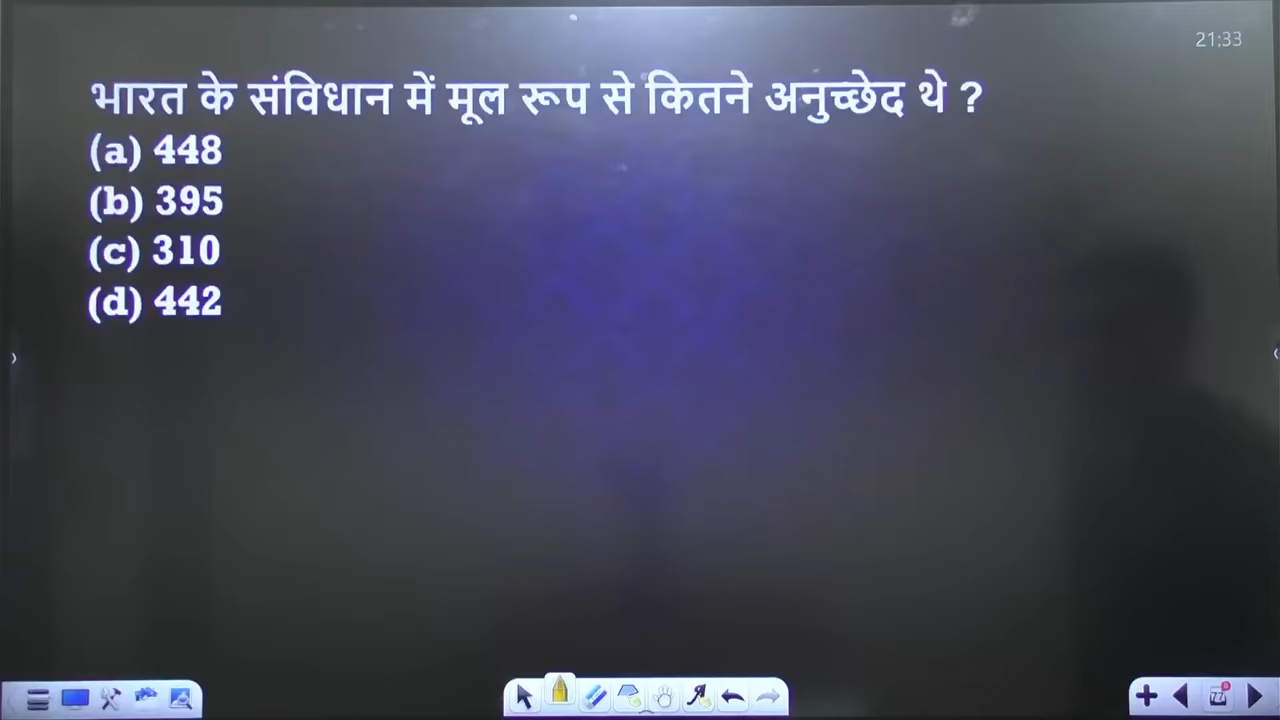 21:33
भारत के संविधान में मूल रूप से कितने अनुच्छेद थे ?
(a) 448
(b) 395
(c) 310
(d) 442